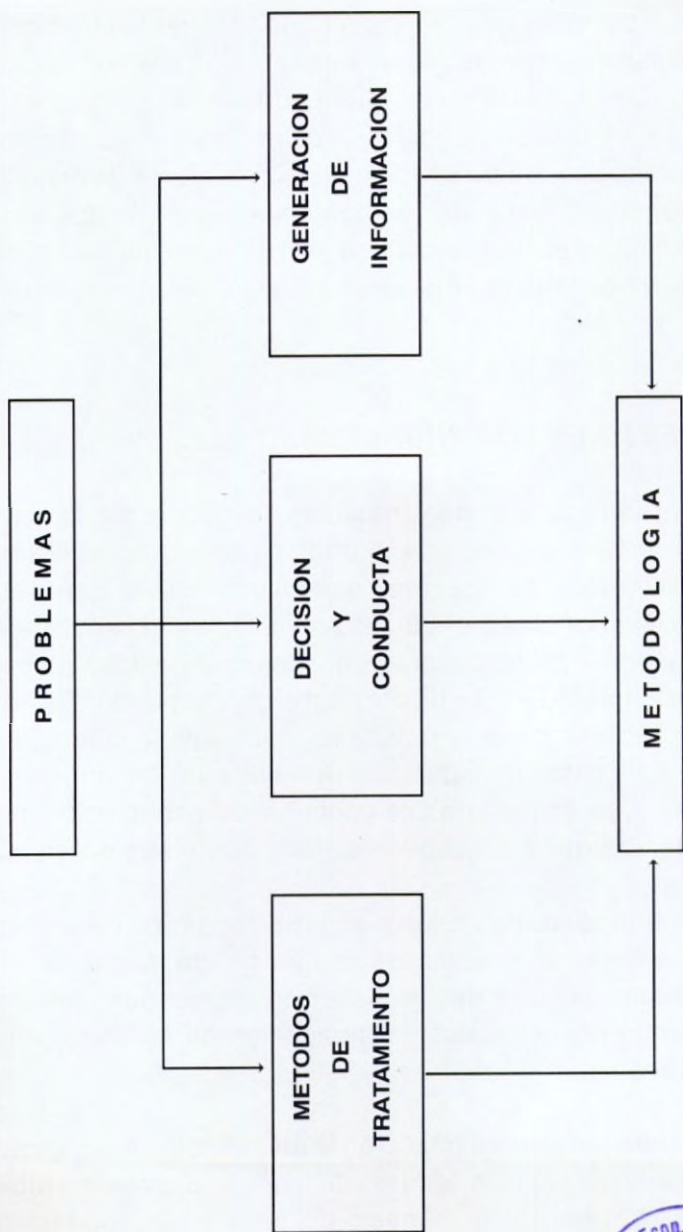 PROBLEMAS
METODOS
DE
TRATAMIENTO
DECISION
Y
CONDUCTA
GENERACION
DE
INFORMACION
METODOLOGIA